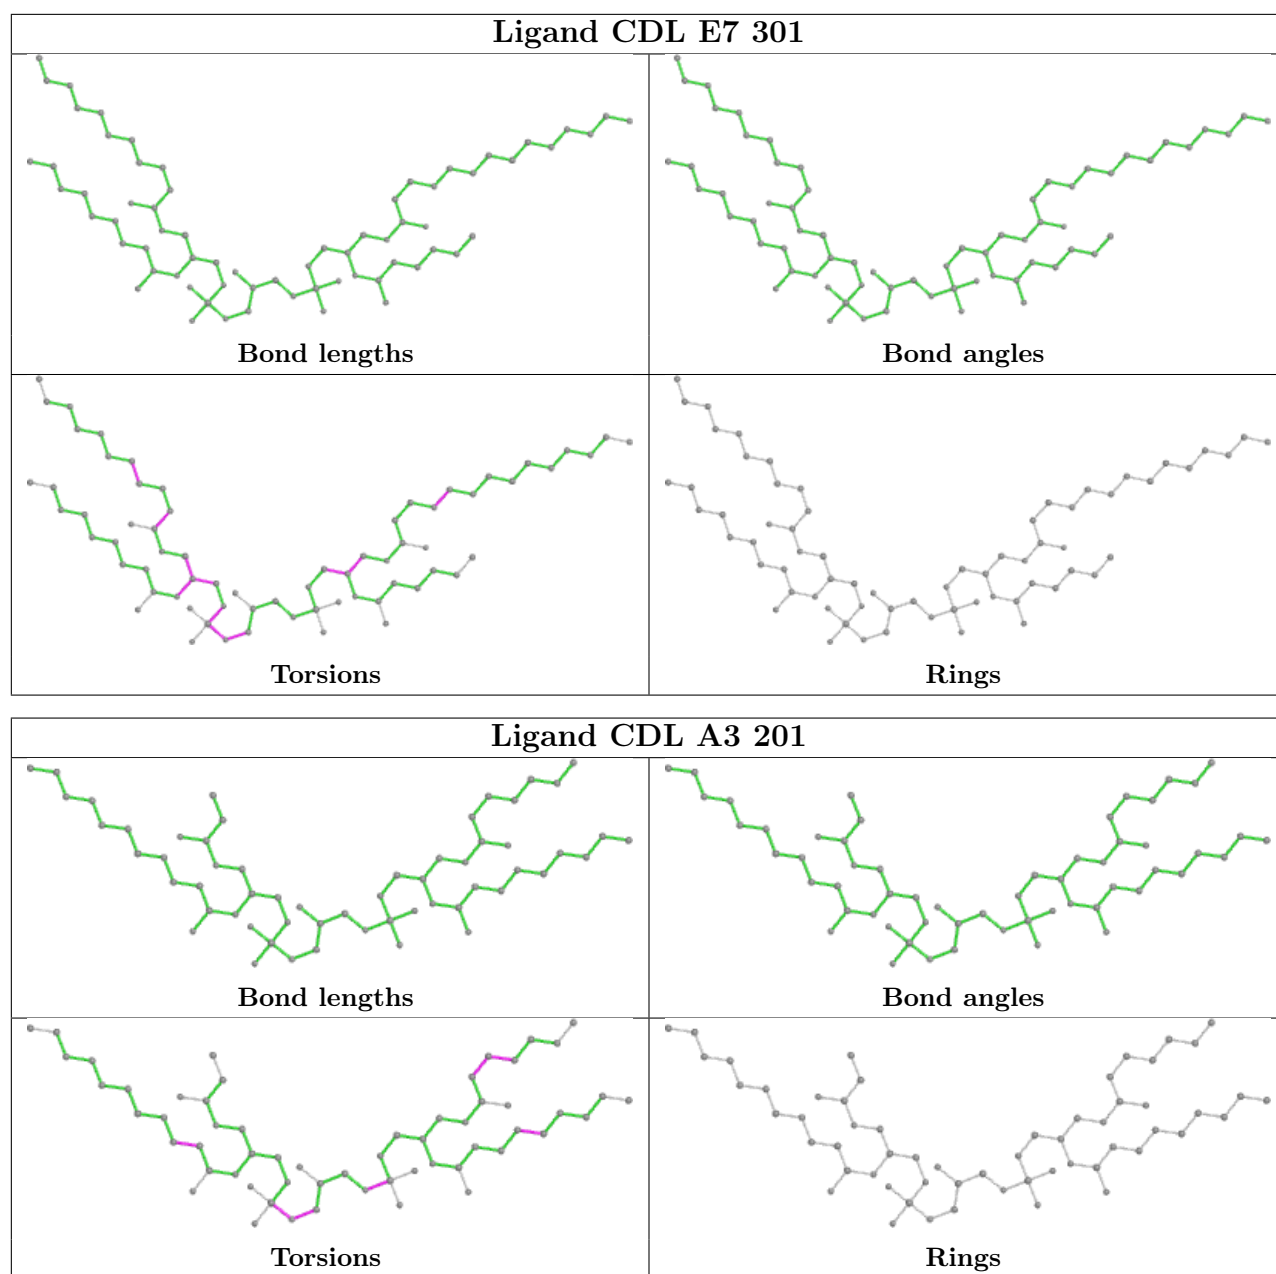 Ligand CDL E7 301
Bond lengths
Bond angles
Torsions
Rings
Ligand CDL A3 201
Bond lengths
Bond angles
Torsions
Rings